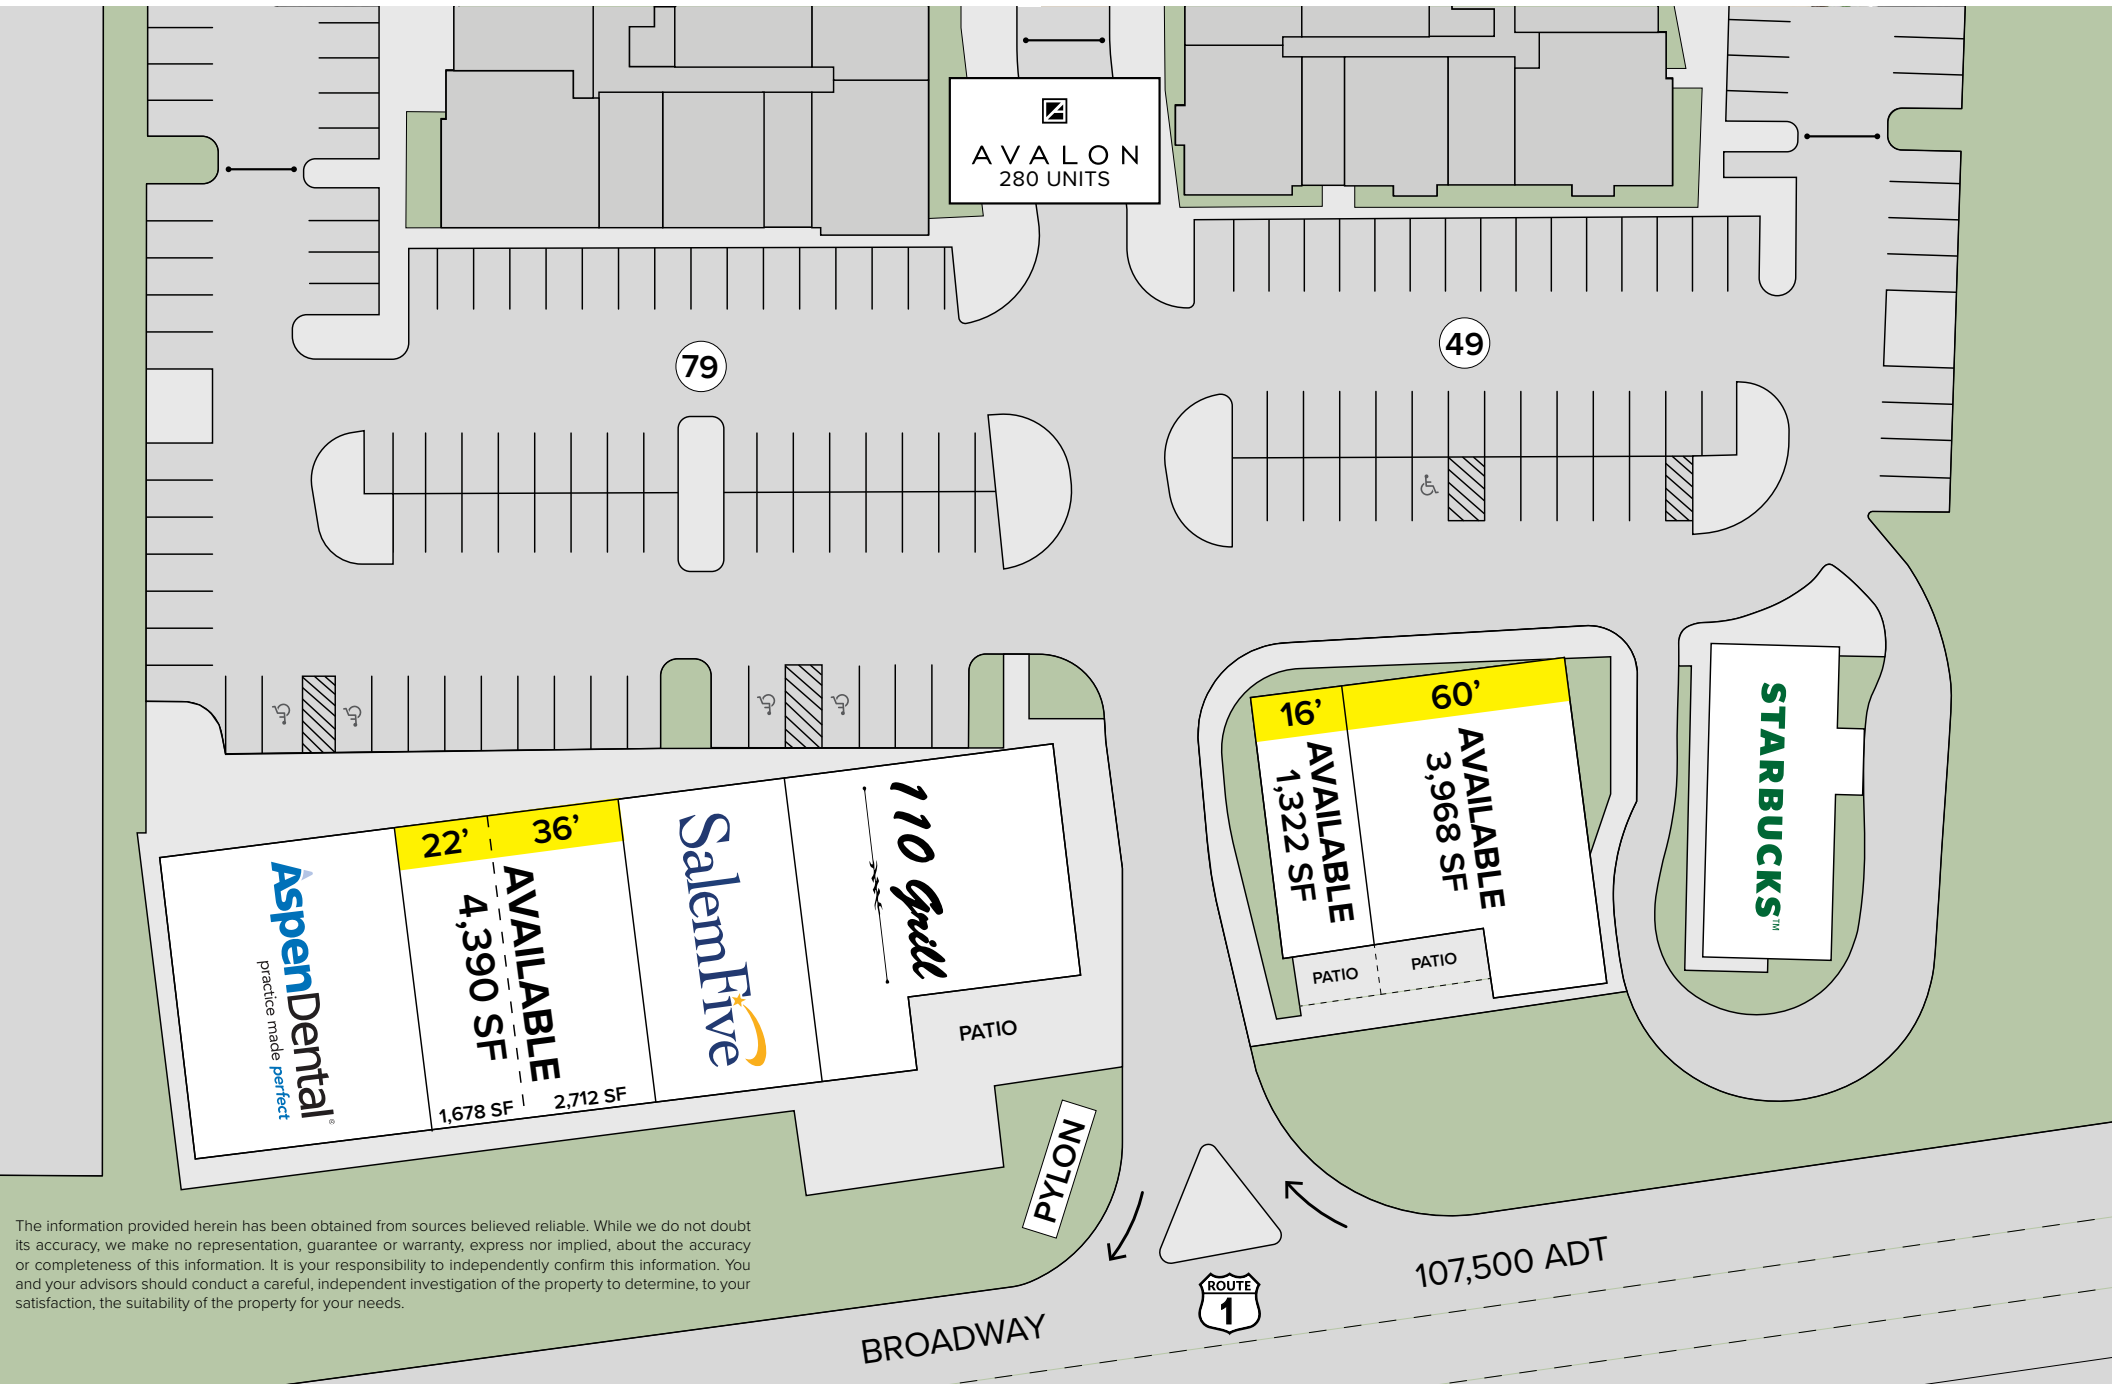 AVALON
280 UNITS
79
49
16’
60’
AVAILABLE
1,322 SF
AVAILABLE
3,968 SF
PATIO
PATIO
STARBUCKS™
22’
36’
AVAILABLE
4,390 SF
1,678 SF
2,712 SF
AspenDental®
practice made perfect
SalemFive
110 Grill
PATIO
PYLON
The information provided herein has been obtained from sources believed reliable. While we do not doubt
its accuracy, we make no representation, guarantee or warranty, express nor implied, about the accuracy
or completeness of this information. It is your responsibility to independently confirm this information. You
and your advisors should conduct a careful, independent investigation of the property to determine, to your
satisfaction, the suitability of the property for your needs.
107,500 ADT
ROUTE
1
BROADWAY